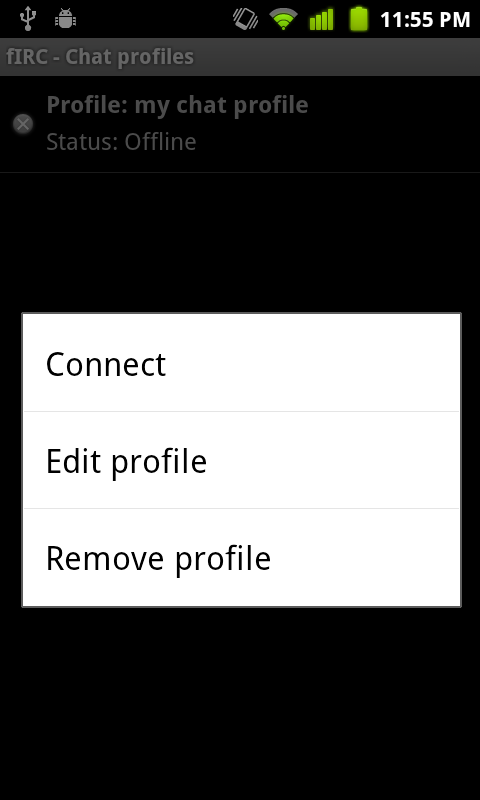 11:55 PM
fIRC - Chat profiles
Profile: my chat profile
Status: Offline
Connect
Edit profile
Remove profile